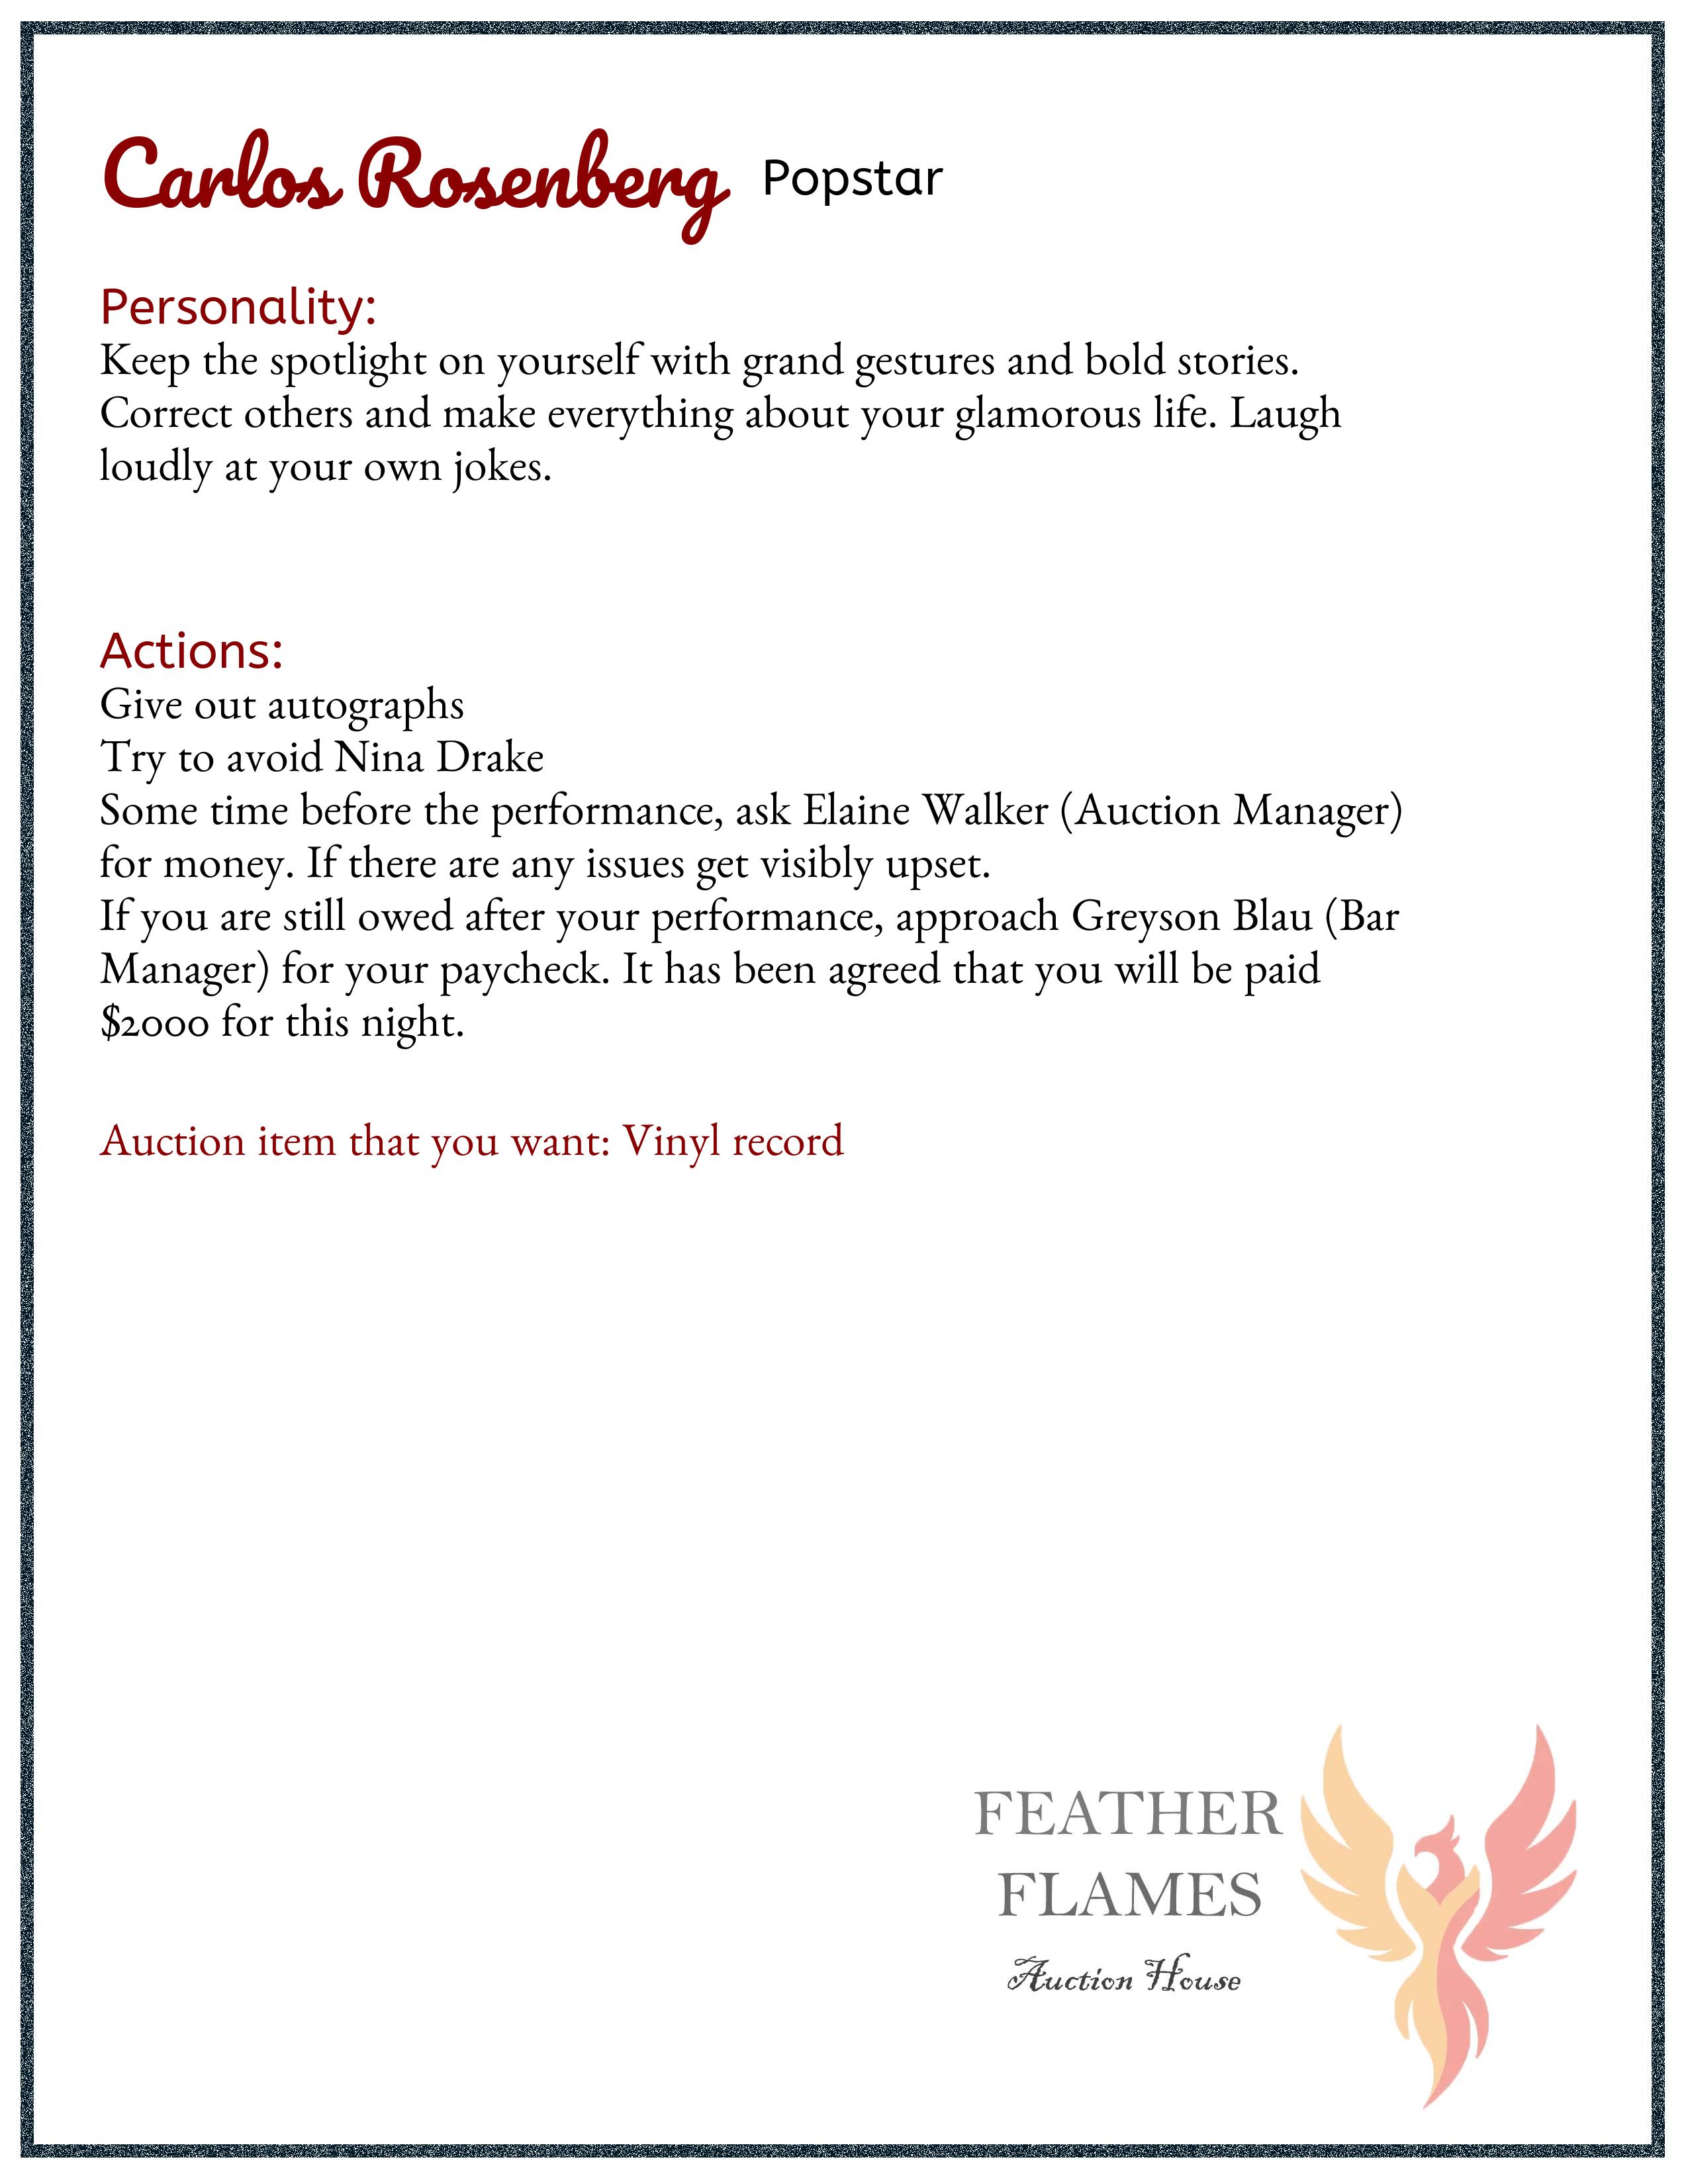 Carlos Rosenberg Popstar
Personality:
Keep the spotlight on yourself with grand gestures and bold stories.
Correct others and make everything about your glamorous life. Laugh
loudly at your own jokes.
Actions:
Give out autographs
Try to avoid Nina Drake
Some time before the performance, ask Elaine Walker (Auction Manager)
for money. If there are any issues get visibly upset.
If you are still owed after your performance, approach Greyson Blau (Bar
Manager) for your paycheck. It has been agreed that you will be paid
$2000 for this night.
Auction item that you want: Vinyl record
FEATHER
FLAMES
Auction House